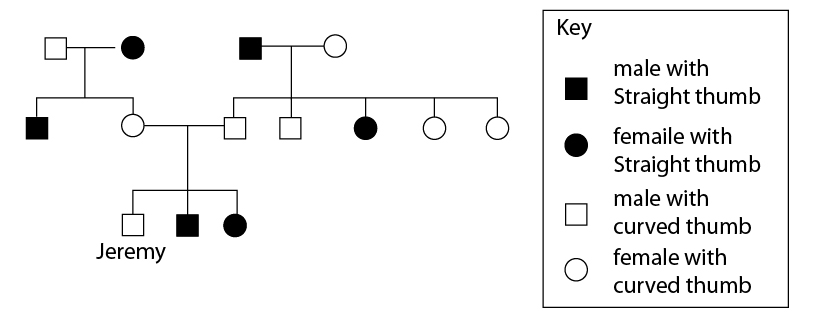 Key
male with
Straight thumb
femaile with
Straight thumb
male with
curved thumb
female with
curved thumb
Jeremy